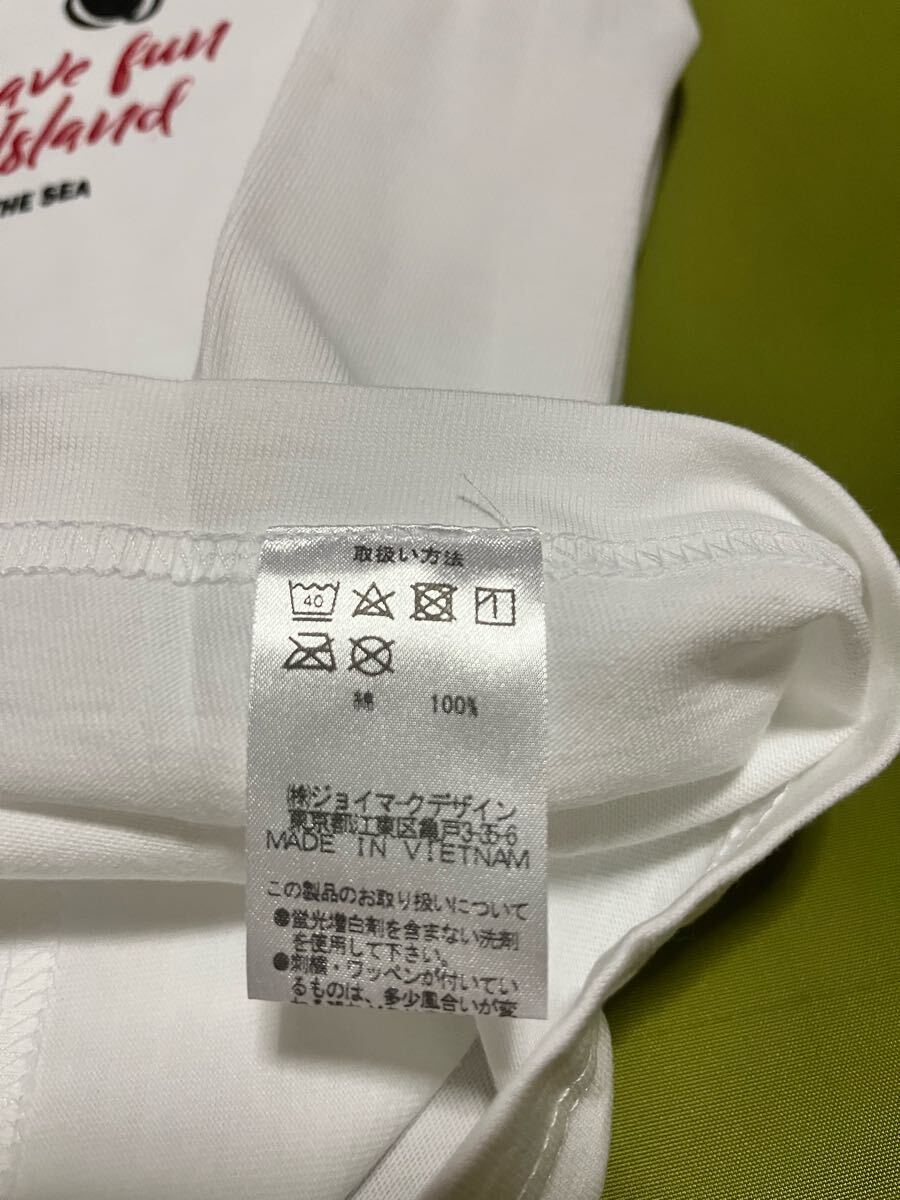 ave fun
Island
THE SEA
取扱い方法
40
綿 100%
㈱ジョイマークデザイン
東京都江東区亀戸3-35-6
MADE IN VIETNAM
この製品のお取り扱いについて
●蛍光増白剤を含まない洗剤
を使用して下さい。
●刺繍・ワッペンが付いてい
るものは、多少風合いが変